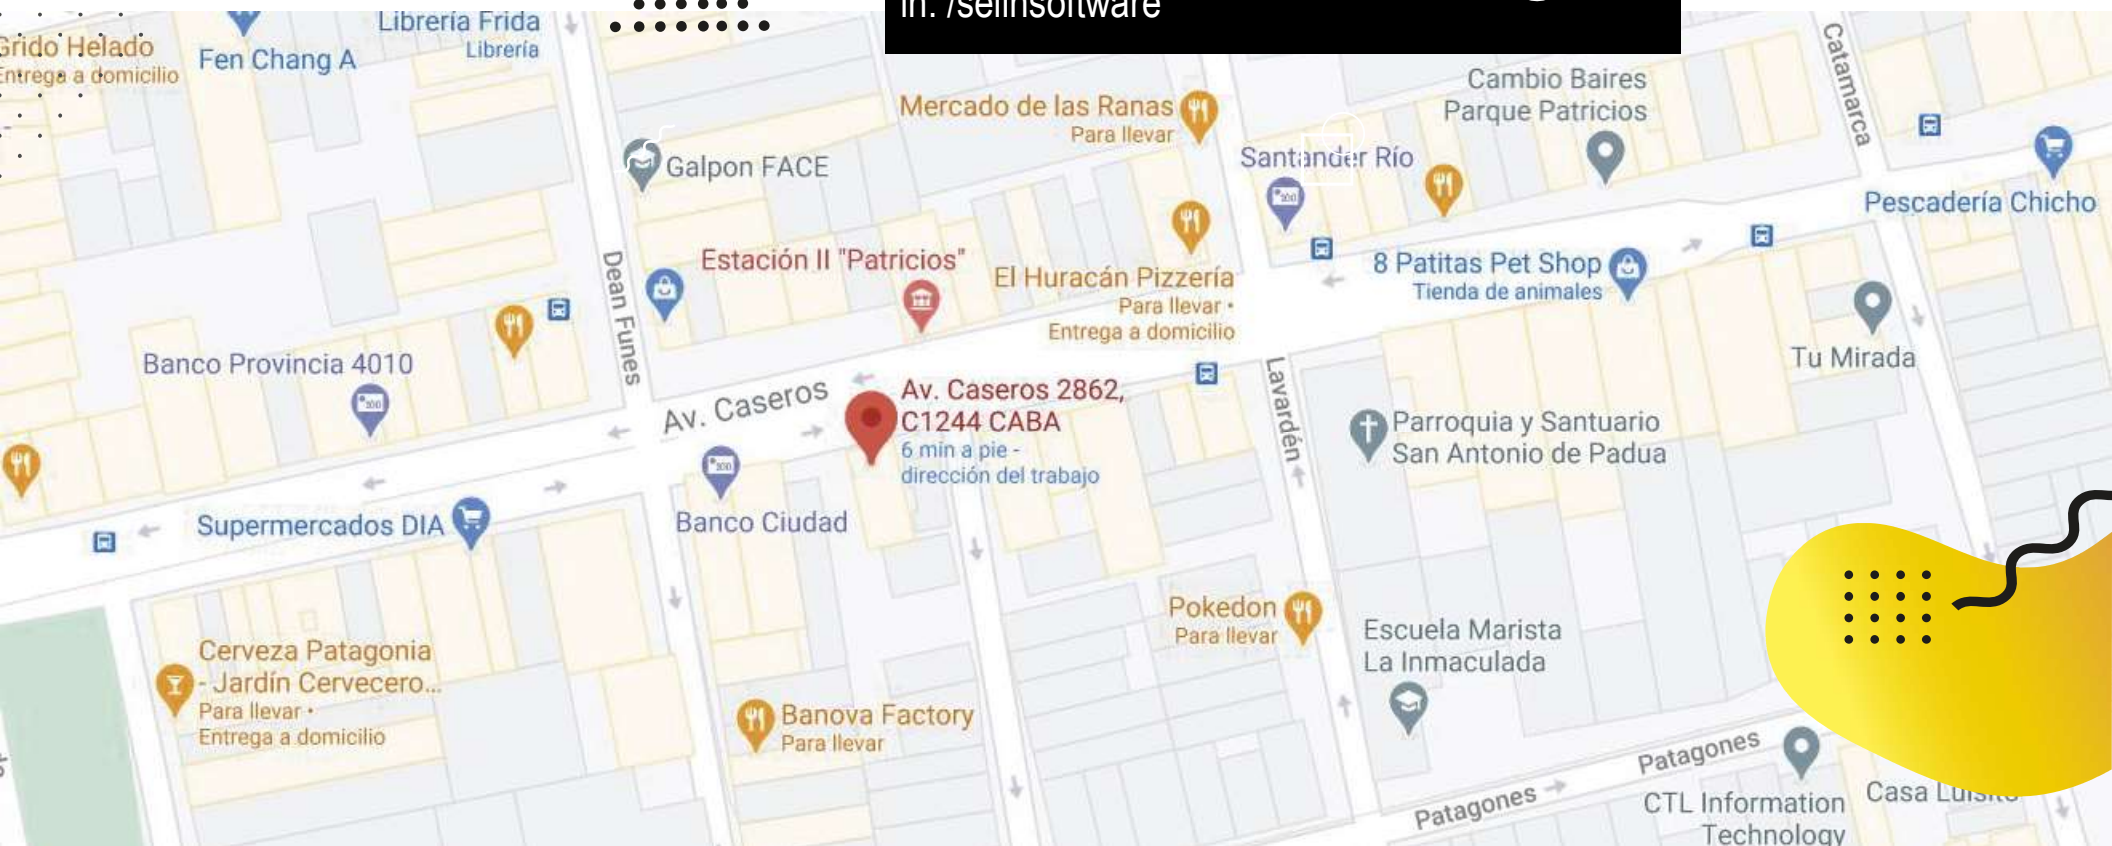 in: /selinsoftware
Grido Helado
Entrega a domicilio
Fen Chang A
Librería Frida
Librería
Catamarca
Cambio Baires
Parque Patricios
Mercado de las Ranas
Para llevar
Galpon FACE
Santander Río
Pescadería Chicho
Dean Funes
Estación II "Patricios"
El Huracán Pizzería
Para llevar •
Entrega a domicilio
8 Patitas Pet Shop
Tienda de animales
Tu Mirada
Banco Provincia 4010
Av. Caseros
Av. Caseros 2862,
C1244 CABA
6 min a pie -
dirección del trabajo
Lavardén
Parroquia y Santuario
San Antonio de Padua
Supermercados DIA
Banco Ciudad
Pokedon
Para llevar
Escuela Marista
La Inmaculada
Cerveza Patagonia
- Jardín Cervecero...
Para llevar •
Entrega a domicilio
Banova Factory
Para llevar
Patagones
Patagones
CTL Information
Technology
Casa Luisito